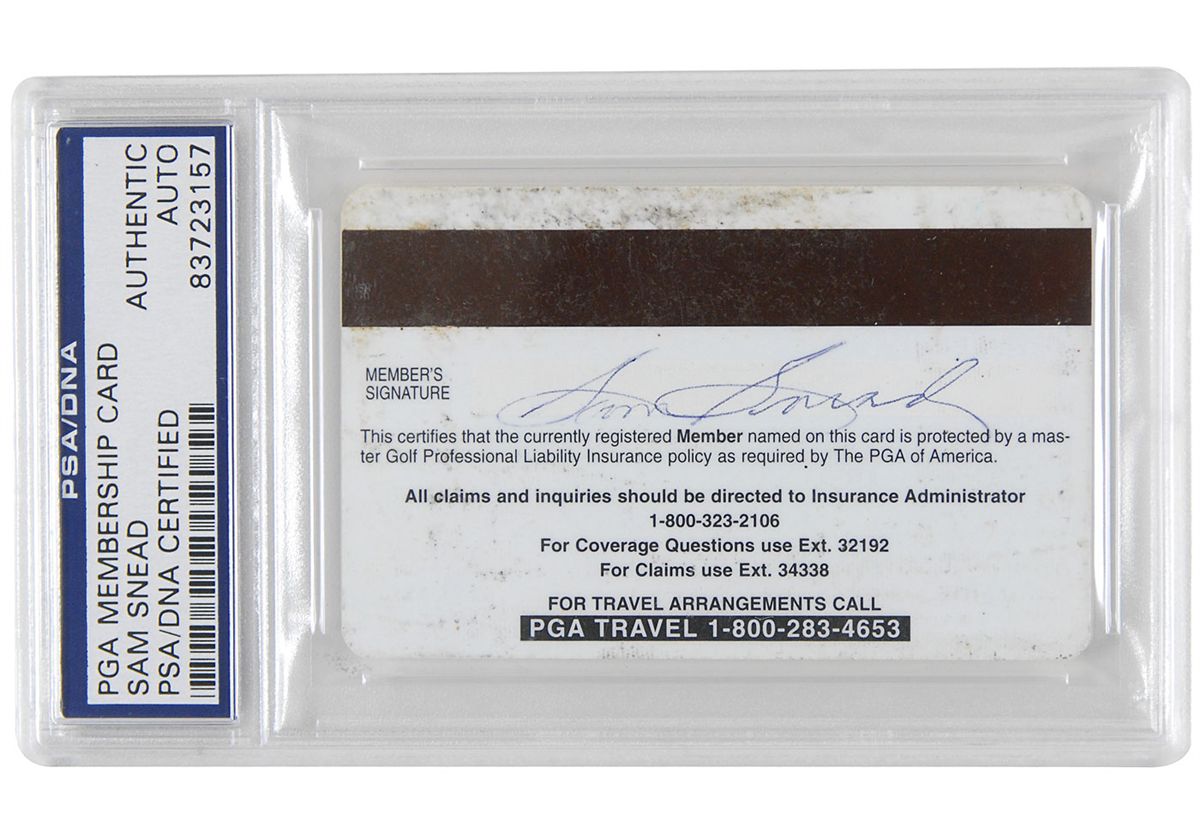 PSA/DNA
PGA MEMBERSHIP CARD
SAM SNEAD
PSA/DNA CERTIFIED
AUTHENTIC
AUTO
83723157
MEMBER'S
SIGNATURE
Sam Snead
This certifies that the currently registered Member named on this card is protected by a mas-
ter Golf Professional Liability Insurance policy as required by The PGA of America.
All claims and inquiries should be directed to Insurance Administrator
1-800-323-2106
For Coverage Questions use Ext. 32192
For Claims use Ext. 34338
FOR TRAVEL ARRANGEMENTS CALL
PGA TRAVEL 1-800-283-4653